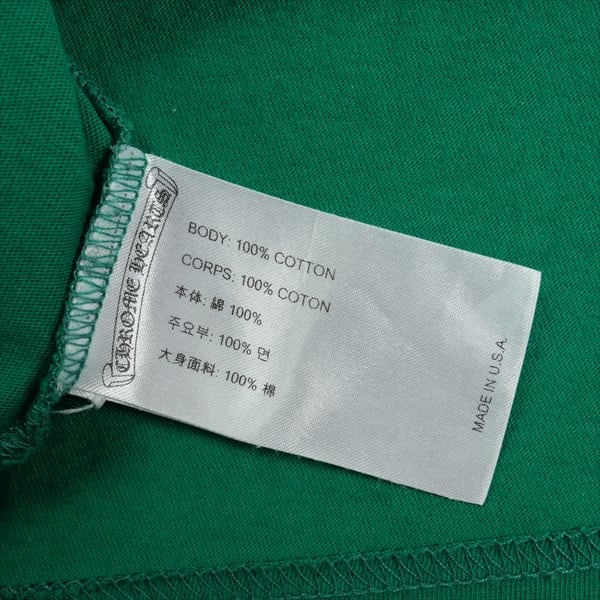 CHROME HEARTS
BODY: 100% COTTON
CORPS: 100% COTON
本体: 綿 100%
주요부: 100% 면
大身面料: 100% 棉
MADE IN U.S.A.